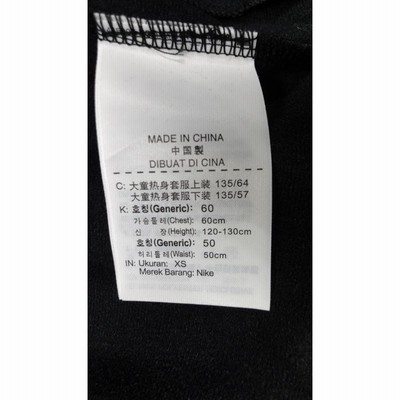 MADE IN CHINA
中国製
DIBUAT DI CINA
C: 大童热身套服上装 135/64
大童热身套服下装 135/57
K: 호칭(Generic): 60
가슴둘레(Chest): 60cm
신 장(Height): 120-130cm
호칭(Generic): 50
허리둘레(Waist): 50cm
IN: Ukuran: XS
Merek Barang: Nike